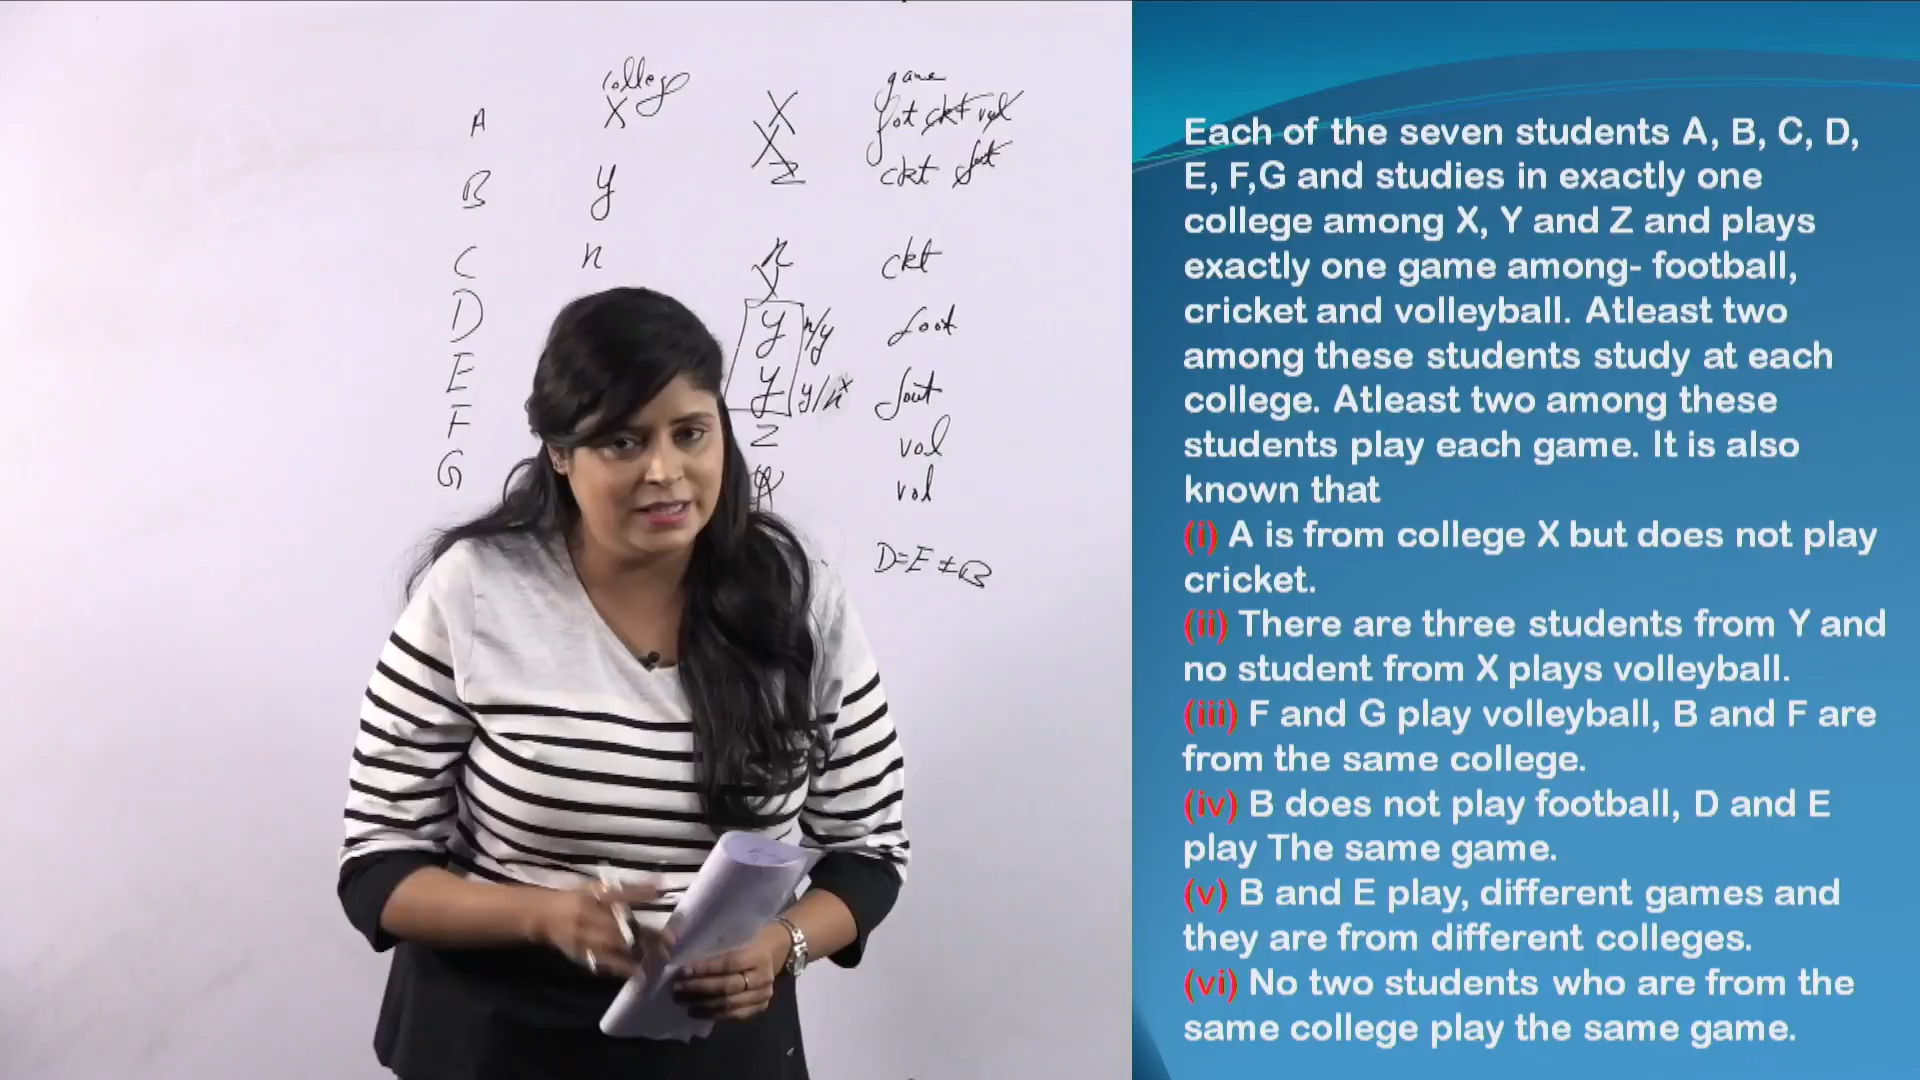 college game
A X X fot ckt vol
B y Z ckt foot
C n n ckt
D y n/y foot
E y y/n x fout
F Z vol
G vol
D=E ≠B
Each of the seven students A, B, C, D,
E, F,G and studies in exactly one
college among X, Y and Z and plays
exactly one game among- football,
cricket and volleyball. Atleast two
among these students study at each
college. Atleast two among these
students play each game. It is also
known that
(i) A is from college X but does not play
cricket.
(ii) There are three students from Y and
no student from X plays volleyball.
(iii) F and G play volleyball, B and F are
from the same college.
(iv) B does not play football, D and E
play The same game.
(v) B and E play, different games and
they are from different colleges.
(vi) No two students who are from the
same college play the same game.